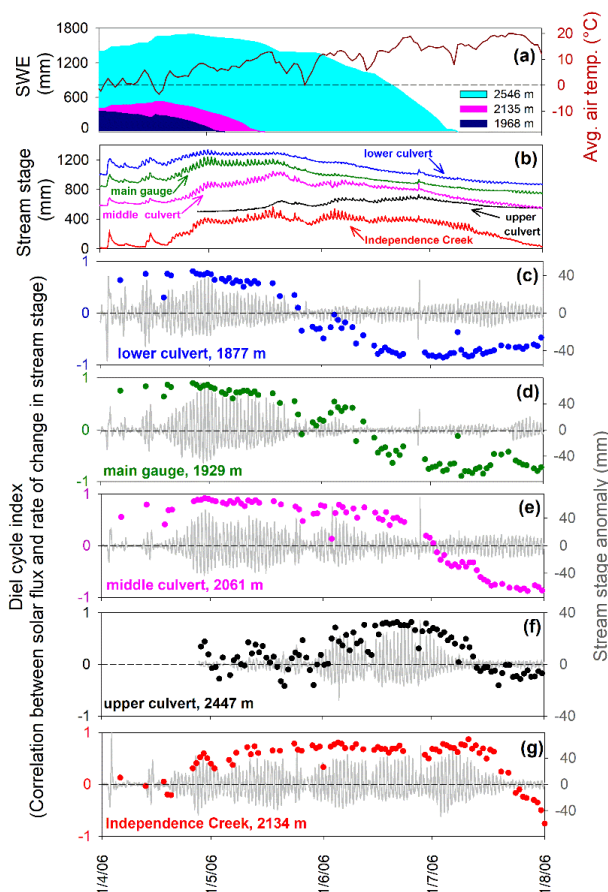 1800
1200
600
0
SWE
(mm)
(a)
2546 m
2135 m
1968 m
20
10
0
-10
Avg. air temp. (°C)
1200
800
400
0
Stream stage
(mm)
(b)
lower culvert
main gauge
middle culvert
upper
culvert
Independence Creek
Diel cycle index
(Correlation between solar flux and rate of change in stream stage)
Stream stage anomaly (mm)
1
0
-1
(c)
lower culvert, 1877 m
40
0
-40
1
0
-1
(d)
main gauge, 1929 m
40
0
-40
1
0
-1
(e)
middle culvert, 2061 m
40
0
-40
1
0
-1
(f)
upper culvert, 2447 m
40
0
-40
1
0
-1
(g)
Independence Creek, 2134 m
40
0
-40
1/4/06
1/5/06
1/6/06
1/7/06
1/8/06